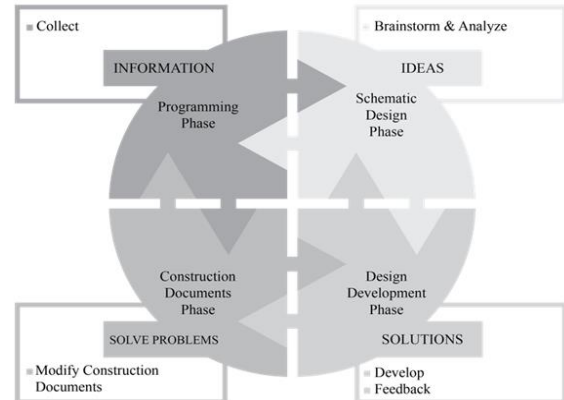 Collect
INFORMATION
Programming
Phase
Brainstorm & Analyze
IDEAS
Schematic
Design
Phase
Construction
Documents
Phase
SOLVE PROBLEMS
Modify Construction
Documents
Design
Development
Phase
SOLUTIONS
Develop
Feedback